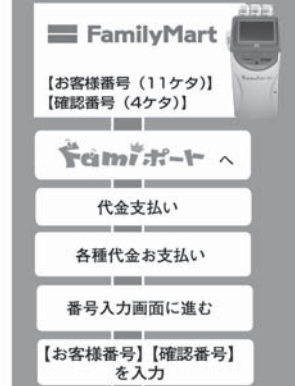 FamilyMart
【お客様番号（11ケタ）】
【確認番号（4ケタ）】
Famiポート へ
代金支払い
各種代金お支払い
番号入力画面に進む
【お客様番号】【確認番号】
を入力